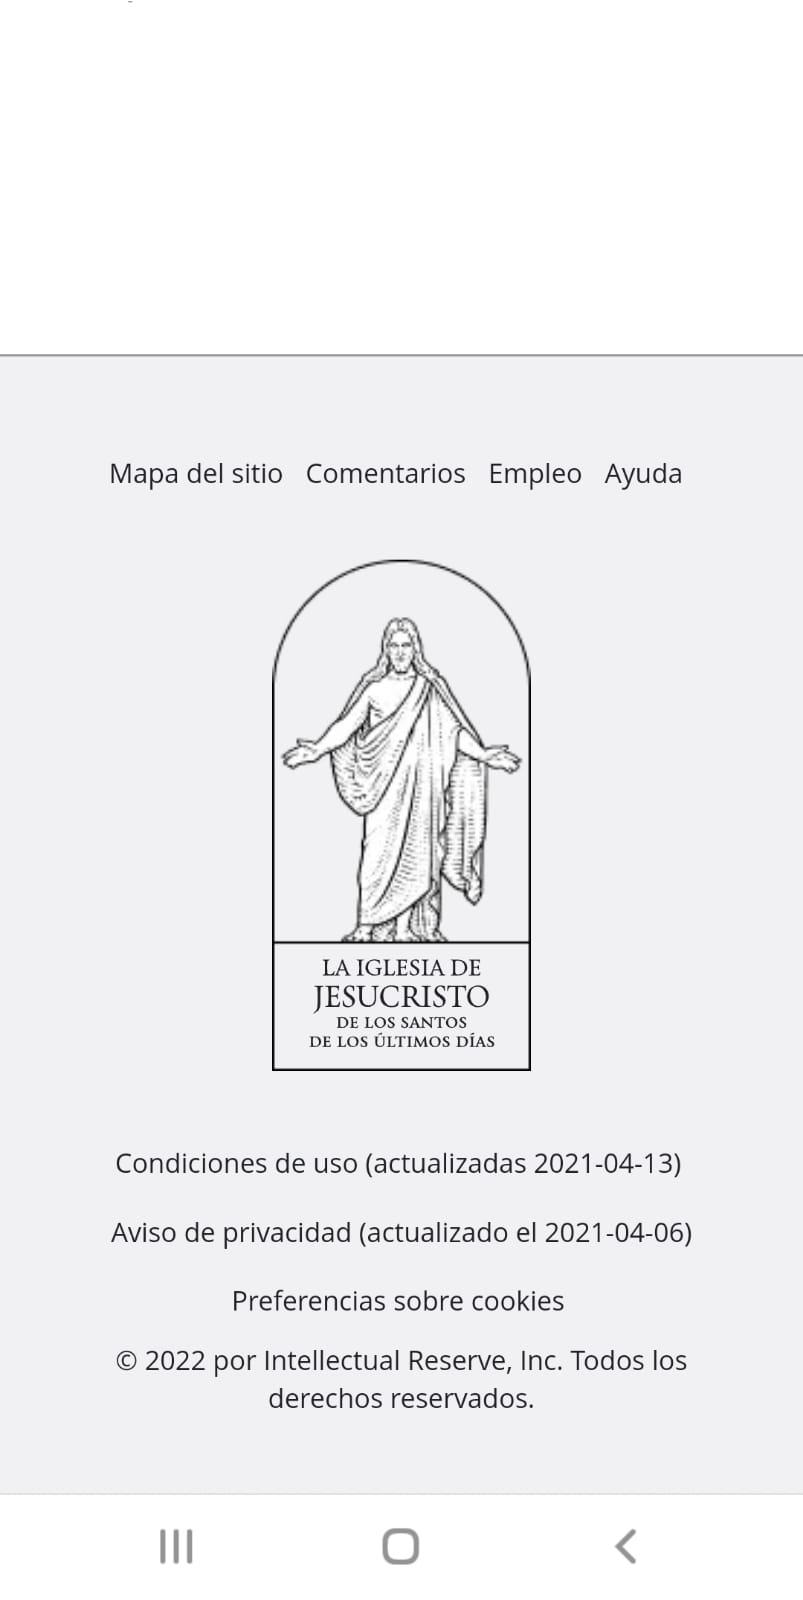 Mapa del sitio Comentarios Empleo Ayuda
LA IGLESIA DE
JESUCRISTO
DE LOS SANTOS
DE LOS ÚLTIMOS DÍAS
Condiciones de uso (actualizadas 2021-04-13)
Aviso de privacidad (actualizado el 2021-04-06)
Preferencias sobre cookies
© 2022 por Intellectual Reserve, Inc. Todos los
derechos reservados.